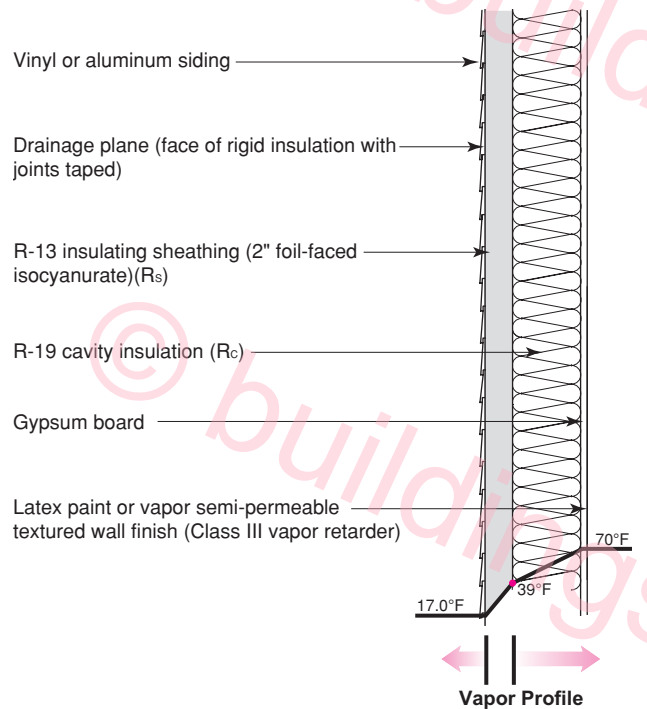 Vinyl or aluminum siding
Drainage plane (face of rigid insulation with
joints taped)
R-13 insulating sheathing (2" foil-faced
isocyanurate)(Rs)
R-19 cavity insulation (Rc)
Gypsum board
Latex paint or vapor semi-permeable
textured wall finish (Class III vapor retarder)
70°F
39°F
17.0°F
Vapor Profile
© buildings
build